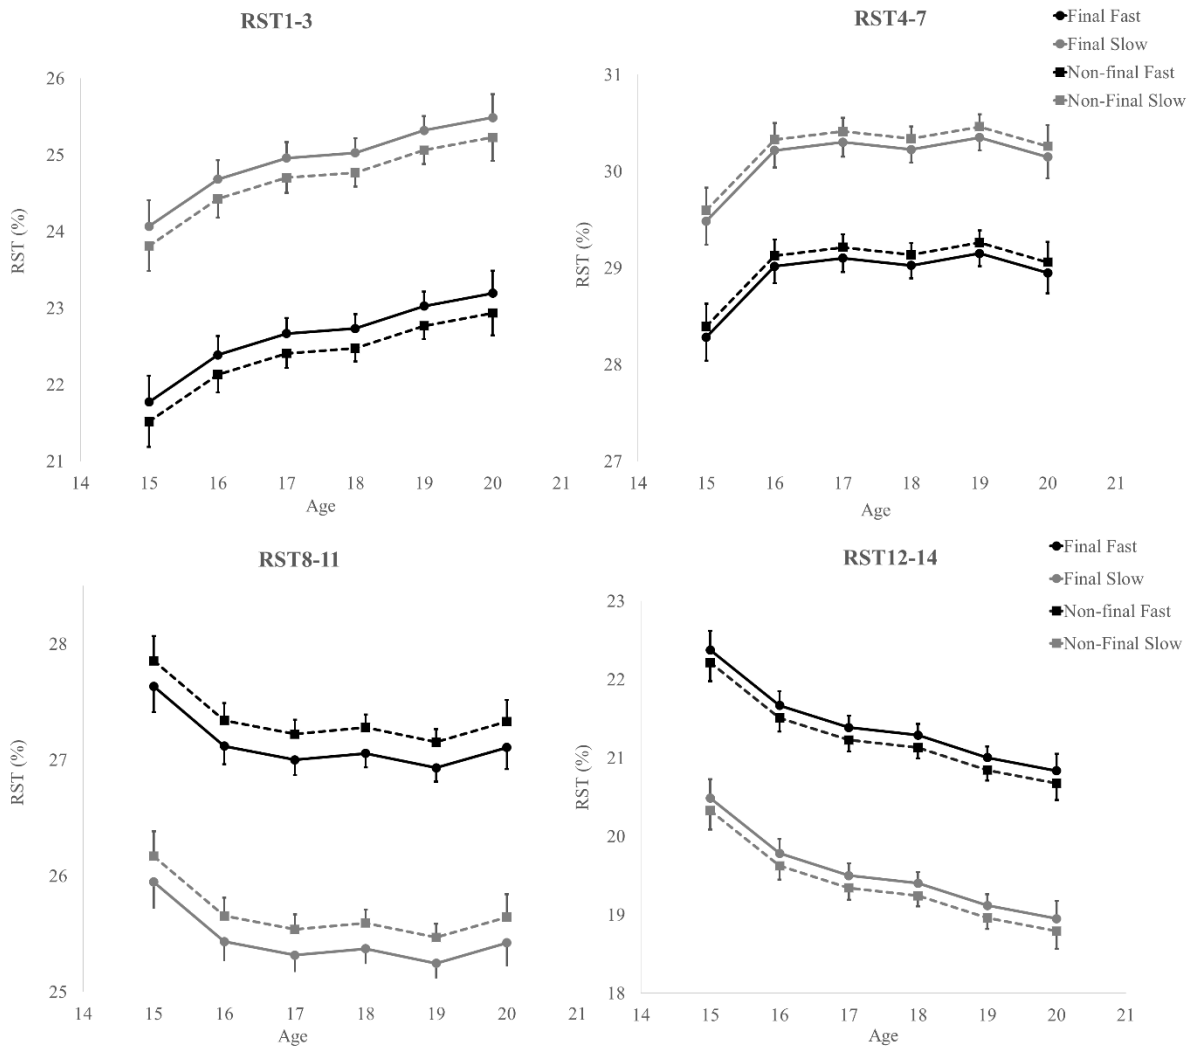 RST1-3
26
25
24
23
22
21
RST (%)
14 15 16 17 18 19 20 21
Age
RST4-7
Final Fast
Final Slow
Non-final Fast
Non-Final Slow
31
30
29
28
27
RST (%)
14 15 16 17 18 19 20 21
Age
RST8-11
28
27
26
25
RST (%)
14 15 16 17 18 19 20 21
Age
RST12-14
Final Fast
Final Slow
Non-final Fast
Non-Final Slow
23
22
21
20
19
18
RST (%)
14 15 16 17 18 19 20 21
Age